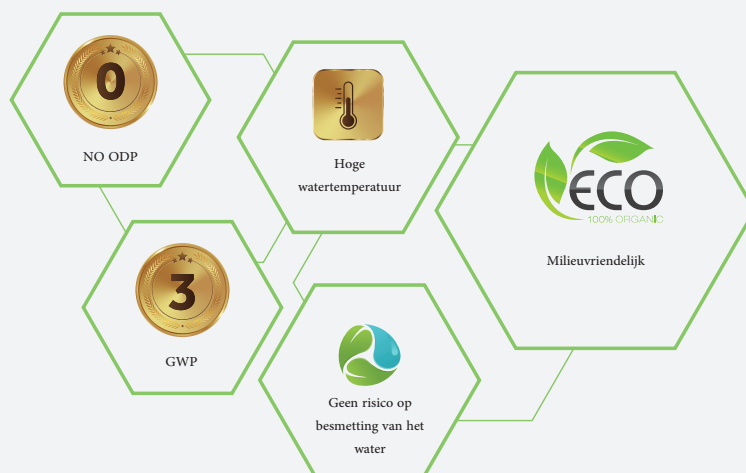 0
NO ODP
Hoge
watertemperatuur
ECO
100% ORGANIC
Milieuvriendelijk
3
GWP
Geen risico op
besmetting van het
water